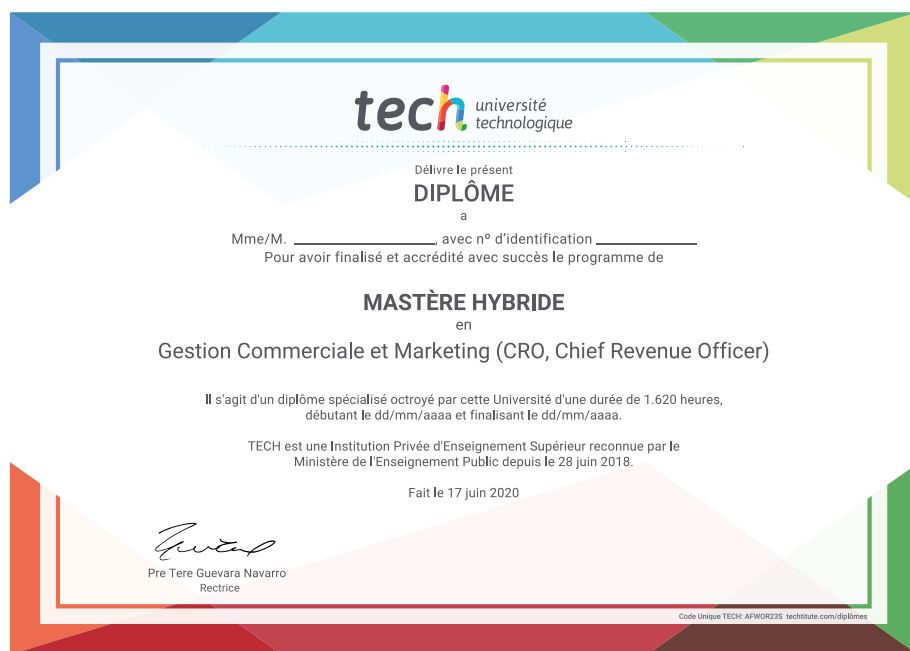 tech université
technologique
Délivre le présent
DIPLÔME
a
Mme/M. ____________________, avec nº d'identification ______________
Pour avoir finalisé et accrédité avec succès le programme de
MASTÈRE HYBRIDE
en
Gestion Commerciale et Marketing (CRO, Chief Revenue Officer)
Il s'agit d'un diplôme spécialisé octroyé par cette Université d'une durée de 1.620 heures,
débutant le dd/mm/aaaa et finalisant le dd/mm/aaaa.
TECH est une Institution Privée d'Enseignement Supérieur reconnue par le
Ministère de l'Enseignement Public depuis le 28 juin 2018.
Fait le 17 juin 2020
Pre Tere Guevara Navarro
Rectrice
Code Unique TECH: AFWOR23S techtitute.com/diplômes